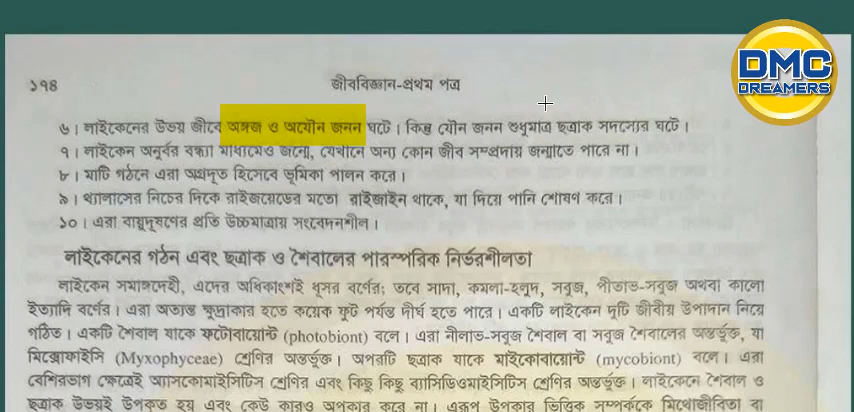 DMC
DREAMERS
১৭৪
জীববিজ্ঞান-প্রথম পত্র
৬। লাইকেনের উভয় জীবে অঙ্গজ ও অযৌন জনন ঘটে। কিন্তু যৌন জনন শুধুমাত্র ছত্রাক সদস্যের ঘটে।
৭। লাইকেন অনুর্বর বন্ধ্যা মাধ্যমেও জন্মে, যেখানে অন্য কোন জীব সম্প্রদায় জন্মাতে পারে না।
৮। মাটি গঠনে এরা অগ্রদূত হিসেবে ভূমিকা পালন করে।
৯। থ্যালাসের নিচের দিকে রাইজয়েডের মতো রাইজাইন থাকে, যা দিয়ে পানি শোষণ করে।
১০। এরা বায়ুদূষণের প্রতি উচ্চমাত্রায় সংবেদনশীল।
লাইকেনের গঠন এবং ছত্রাক ও শৈবালের পারস্পরিক নির্ভরশীলতা
লাইকেন সমাঙ্গদেহী, এদের অধিকাংশই ধূসর বর্ণের; তবে সাদা, কমলা-হলুদ, সবুজ, পীতাভ-সবুজ অথবা কালো
ইত্যাদি বর্ণের। এরা অত্যন্ত ক্ষুদ্রাকার হতে কয়েক ফুট পর্যন্ত দীর্ঘ হতে পারে। একটি লাইকেন দুটি জীবীয় উপাদান নিয়ে
গঠিত। একটি শৈবাল যাকে ফটোবায়োন্ট (photobiont) বলে। এরা নীলাভ-সবুজ শৈবাল বা সবুজ শৈবালের অন্তর্ভুক্ত, যা
মিক্সোফাইসি (Myxophyceae) শ্রেণির অন্তর্ভুক্ত। অপরটি ছত্রাক যাকে মাইকোবায়োন্ট (mycobiont) বলে। এরা
বেশিরভাগ ক্ষেত্রেই অ্যাসকোমাইসিটিস শ্রেণির এবং কিছু কিছু ব্যাসিডিওমাইসিটিস শ্রেণির অন্তর্ভুক্ত। লাইকেনে শৈবাল ও
ছত্রাক উভয়ই উপকৃত হয় এবং কেউ কারও অপকার করে না। এরূপ উপকার ভিত্তিক সম্পর্ককে মিথোজীবিতা বা